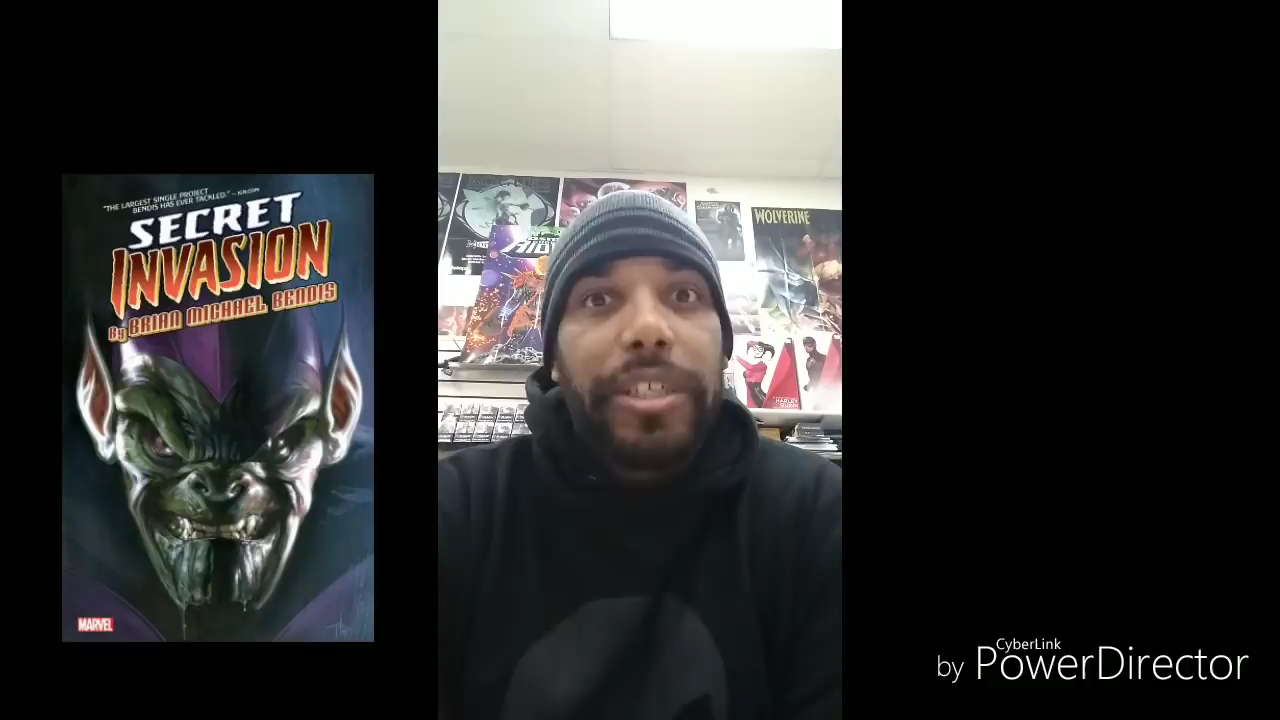 "THE LARGEST SINGLE PROJECT
BENDIS HAS EVER TACKLED." — IGN.COM
SECRET
INVASION
By BRIAN MICHAEL BENDIS
MARVEL
WOLVERINE
HARLEY
QUINN
CyberLink
by PowerDirector